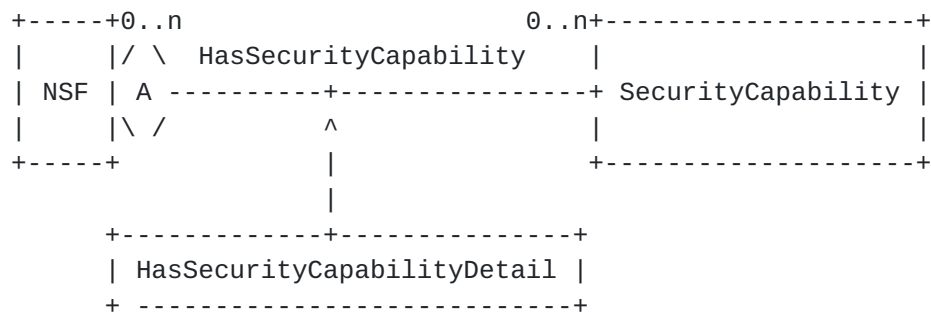 +-----+0..n                      0..n+--------------------+
|     |/ \  HasSecurityCapability    |                    |
| NSF | A ----------+----------------+ SecurityCapability |
|     |\ /          ^                |                    |
+-----+             |                +--------------------+
                    |
      +-------------+---------------+
      | HasSecurityCapabilityDetail |
      + ----------------------------+